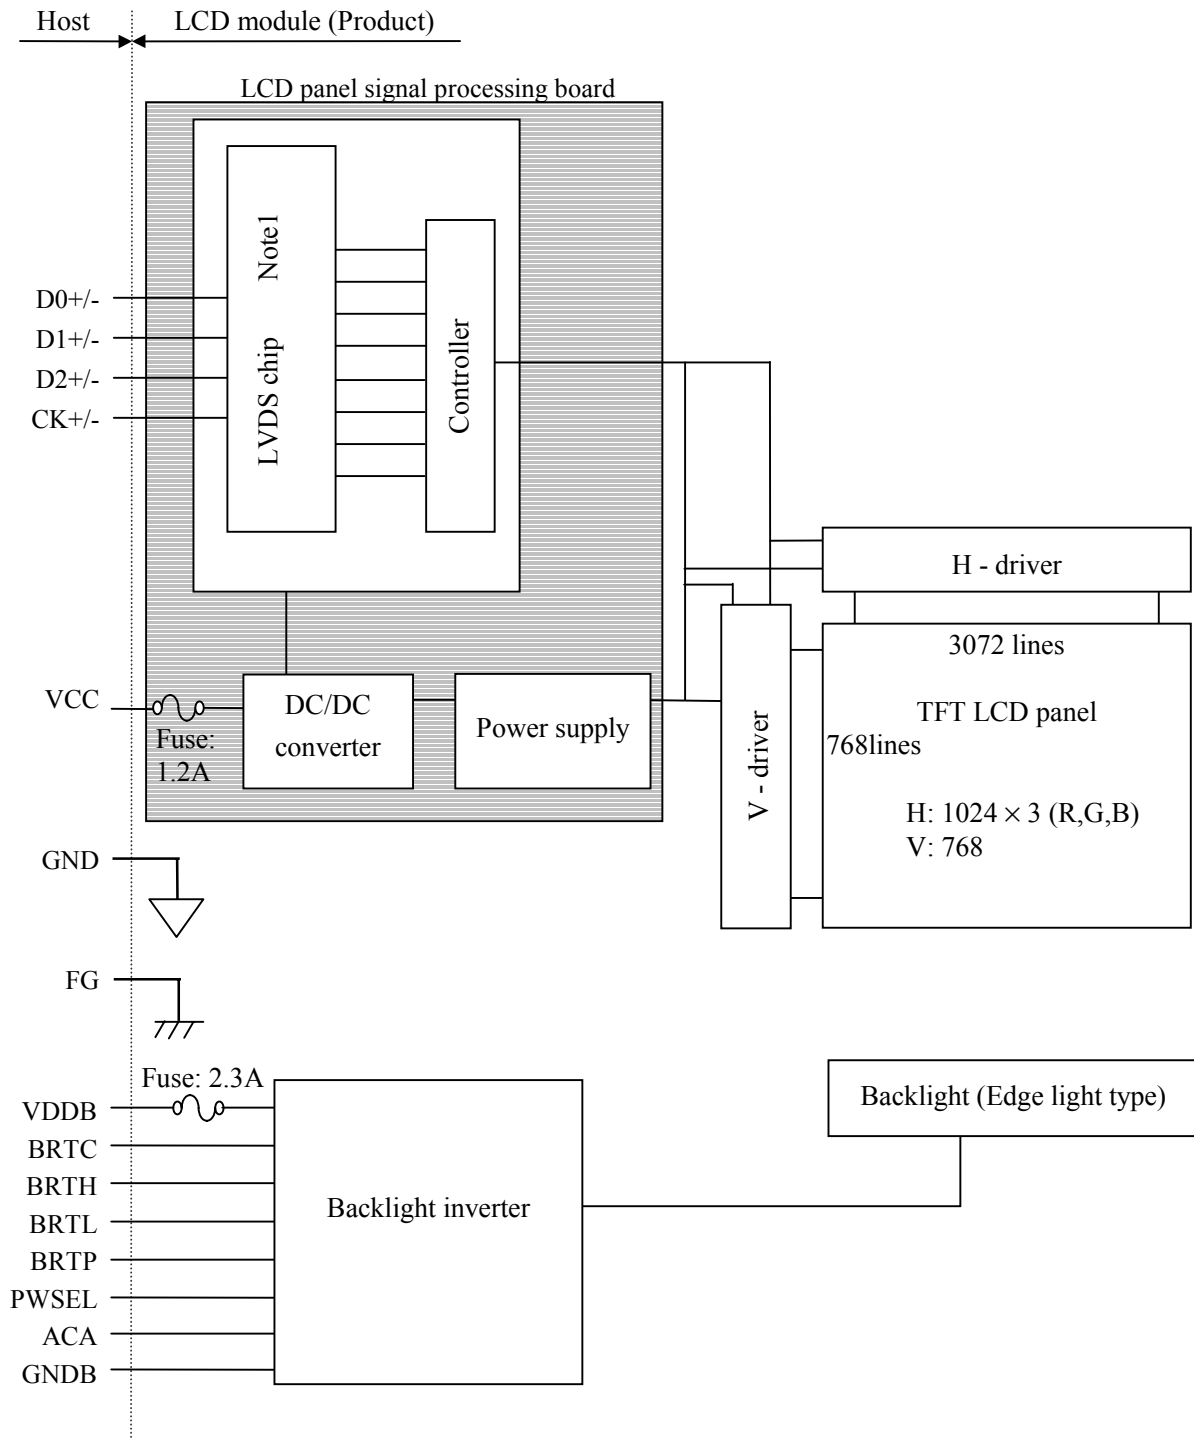 Host
LCD module (Product)
LCD panel signal processing board
LVDS chip Note1
Controller
D0+/-
D1+/-
D2+/-
CK+/-
H - driver
3072 lines
TFT LCD panel
768lines
H: 1024 × 3 (R,G,B)
V: 768
V - driver
VCC
Fuse:
1.2A
DC/DC
converter
Power supply
GND
FG
Fuse: 2.3A
VDDB
BRTC
BRTH
BRTL
BRTP
PWSEL
ACA
GNDB
Backlight inverter
Backlight (Edge light type)